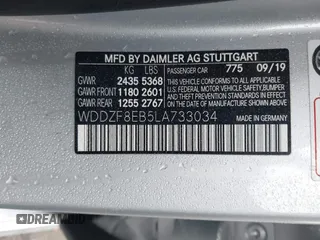 MFD BY DAIMLER AG STUTTGART
KG LBS PASSENGER CAR 775 09/19
GWR 2435 5368 THIS VEHICLE CONFORMS TO ALL APPLICABLE
GAWR FRONT 1180 2601 U.S. FEDERAL MOTOR VEHICLE SAFETY, BUMPER,
GAWR REAR 1255 2767 AND THEFT PREVENTION STANDARDS IN EFFECT ON THE DATE OF MANUFACTURE SHOWN ABOVE.
WDDZF8EB5LA733034
MADE IN GERMANY
DREAMBID